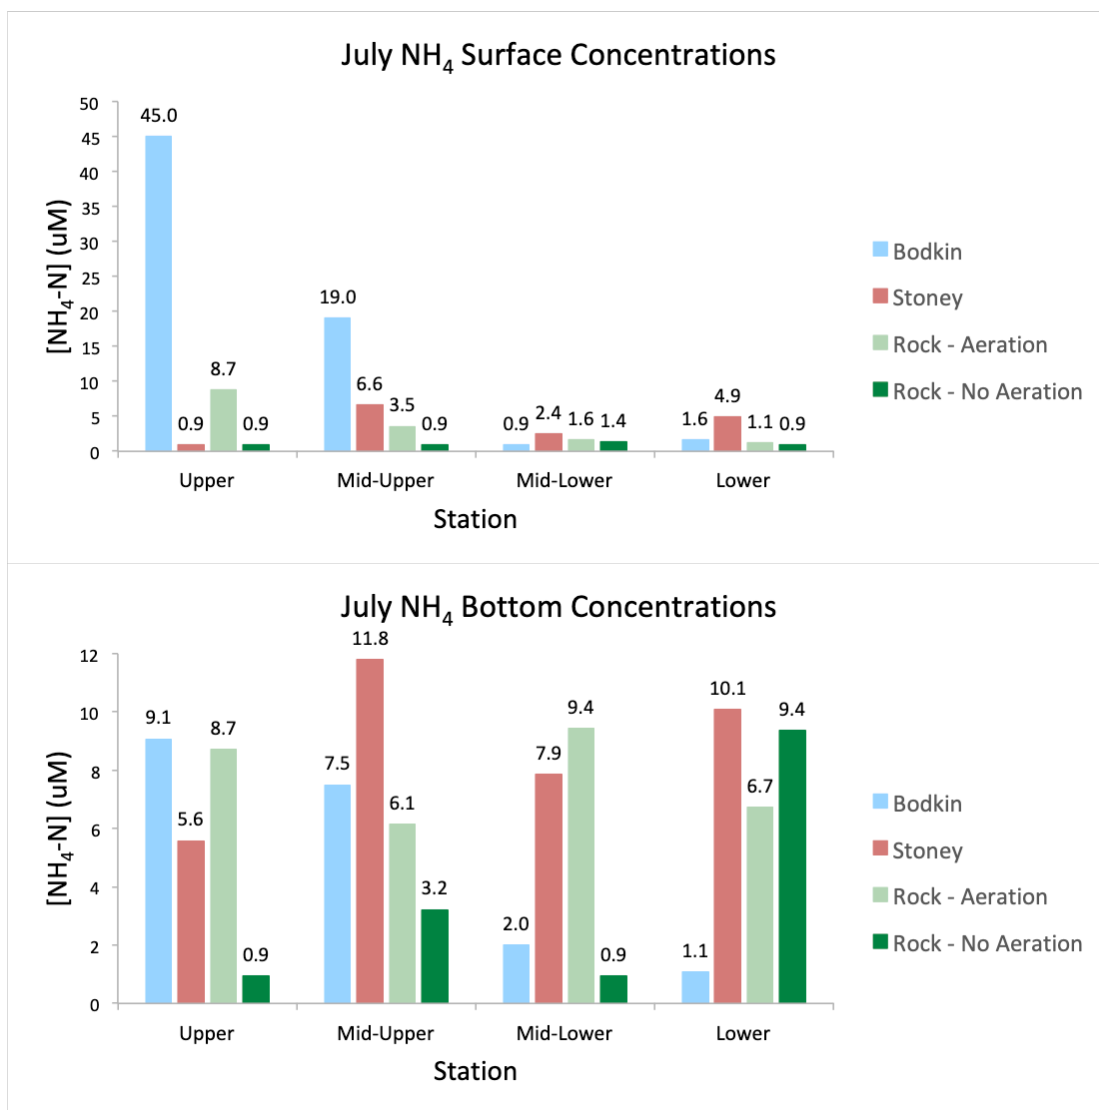 July NH₄ Surface Concentrations
[NH₄-N] (uM)
50
45
40
35
30
25
20
15
10
5
0
45.0 0.9 8.7 0.9
19.0 6.6 3.5 0.9
0.9 2.4 1.6 1.4
1.6 4.9 1.1 0.9
Upper Mid-Upper Mid-Lower Lower
Station
Bodkin
Stoney
Rock - Aeration
Rock - No Aeration
July NH₄ Bottom Concentrations
[NH₄-N] (uM)
12
10
8
6
4
2
0
9.1 5.6 8.7 0.9
7.5 11.8 6.1 3.2
2.0 7.9 9.4 0.9
1.1 10.1 6.7 9.4
Upper Mid-Upper Mid-Lower Lower
Station
Bodkin
Stoney
Rock - Aeration
Rock - No Aeration